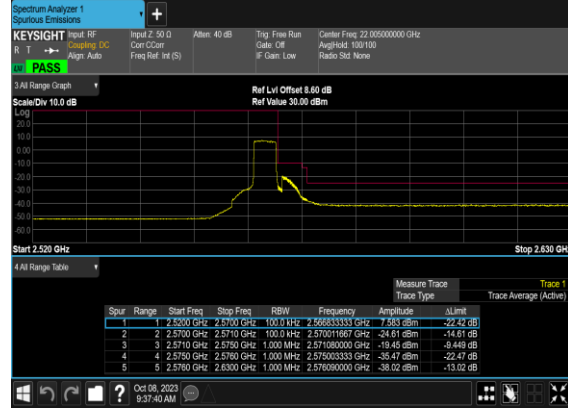 Spectrum Analyzer 1
Spurious Emissions
+
KEYSIGHT Input: RF Input Z: 50 Ω Atten: 40 dB Trig: Free Run Center Freq: 22.005000000 GHz
R T Coupling: DC Corr CCorr Gate: Off Avg|Hold: 100/100
Align: Auto Freq Ref: Int (S) IF Gain: Low Radio Std: None
PASS
3 All Range Graph Ref Lvl Offset 8.60 dB
Scale/Div 10.0 dB Ref Value 30.00 dBm
Log
20.0
10.0
0.00
-10.0
-20.0
-30.0
-40.0
-50.0
-60.0
Start 2.520 GHz Stop 2.630 GH
4 All Range Table
Measure Trace Trace 1
Trace Type Trace Average (Active)
Spur Range Start Freq Stop Freq RBW Frequency Amplitude ΔLimit
1 1 2.5200 GHz 2.5700 GHz 100.0 kHz 2.566833333 GHz 7.583 dBm -22.42 dB
2 2 2.5700 GHz 2.5710 GHz 100.0 kHz 2.570011667 GHz -24.61 dBm -14.61 dB
3 3 2.5710 GHz 2.5750 GHz 1.000 MHz 2.571080000 GHz -19.45 dBm -9.449 dB
4 4 2.5750 GHz 2.5760 GHz 1.000 MHz 2.575003333 GHz -35.47 dBm -22.47 dB
5 5 2.5760 GHz 2.6300 GHz 1.000 MHz 2.576090000 GHz -38.02 dBm -13.02 dB
? Oct 08, 2023
9:37:40 AM